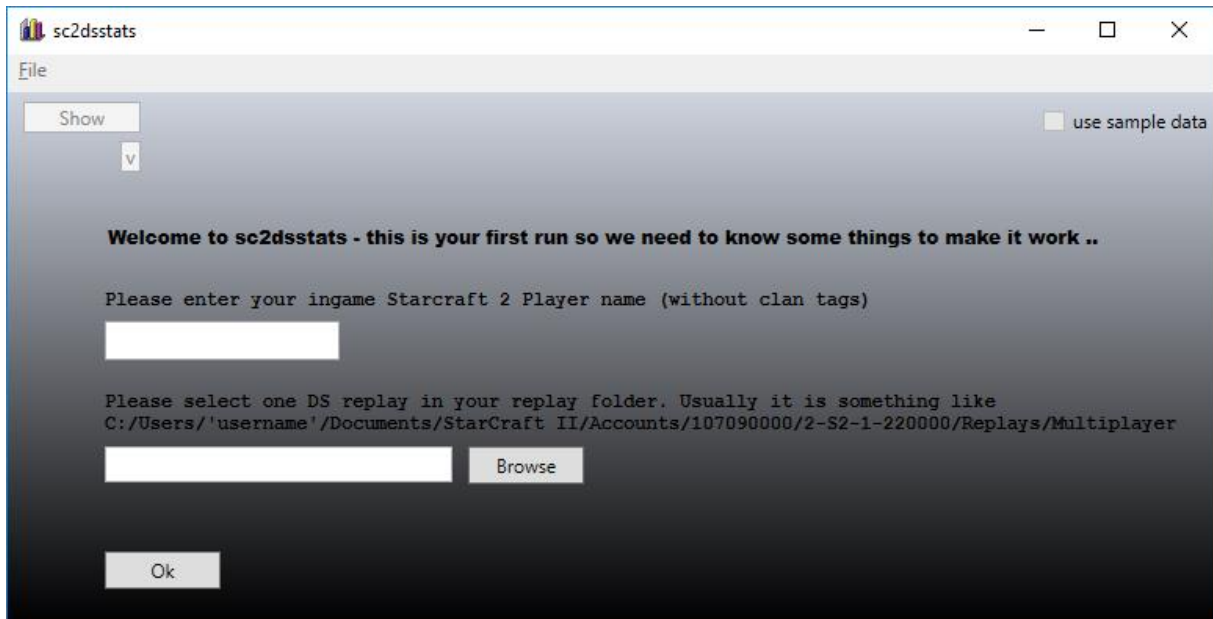 sc2dsstats
File
Show
use sample data
v
Welcome to sc2dsstats - this is your first run so we need to know some things to make it work ..
Please enter your ingame Starcraft 2 Player name (without clan tags)
Please select one DS replay in your replay folder. Usually it is something like
C:/Users/'username'/Documents/StarCraft II/Accounts/107090000/2-S2-1-220000/Replays/Multiplayer
Browse
Ok